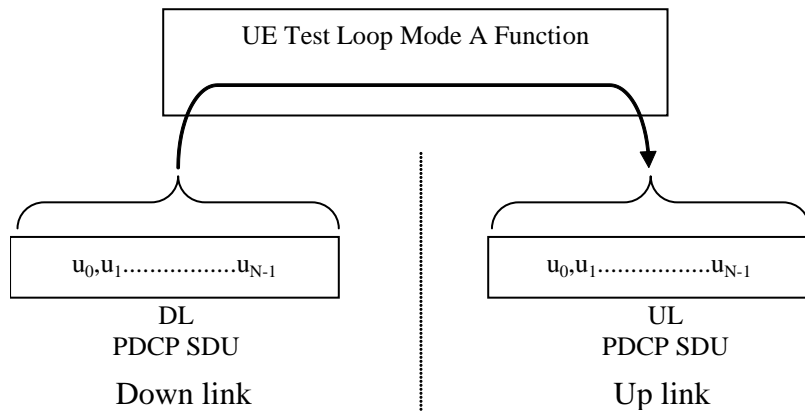 UE Test Loop Mode A Function
u0,u1...................uN-1
DL
PDCP SDU
Down link
u0,u1...................uN-1
UL
PDCP SDU
Up link